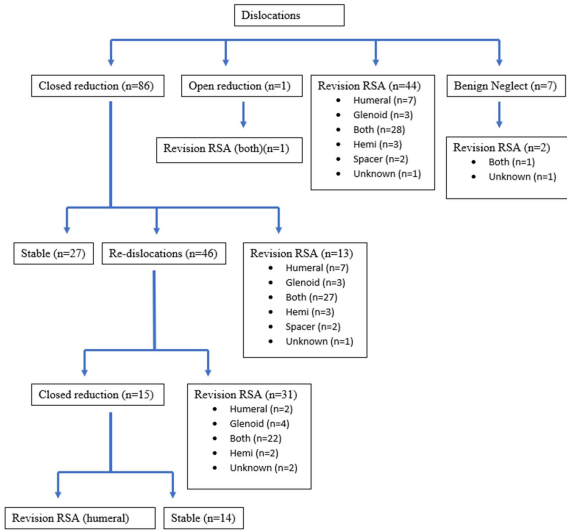 Dislocations
Closed reduction (n=86)
Open reduction (n=1)
Revision RSA (n=44)
• Humeral (n=7)
• Glenoid (n=3)
• Both (n=28)
• Hemi (n=3)
• Spacer (n=2)
• Unknown (n=1)
Benign Neglect (n=7)
Revision RSA (both)(n=1)
Revision RSA (n=2)
• Both (n=1)
• Unknown (n=1)
Stable (n=27)
Re-dislocations (n=46)
Revision RSA (n=13)
• Humeral (n=7)
• Glenoid (n=3)
• Both (n=27)
• Hemi (n=3)
• Spacer (n=2)
• Unknown (n=1)
Closed reduction (n=15)
Revision RSA (n=31)
• Humeral (n=2)
• Glenoid (n=4)
• Both (n=22)
• Hemi (n=2)
• Unknown (n=2)
Revision RSA (humeral)
Stable (n=14)